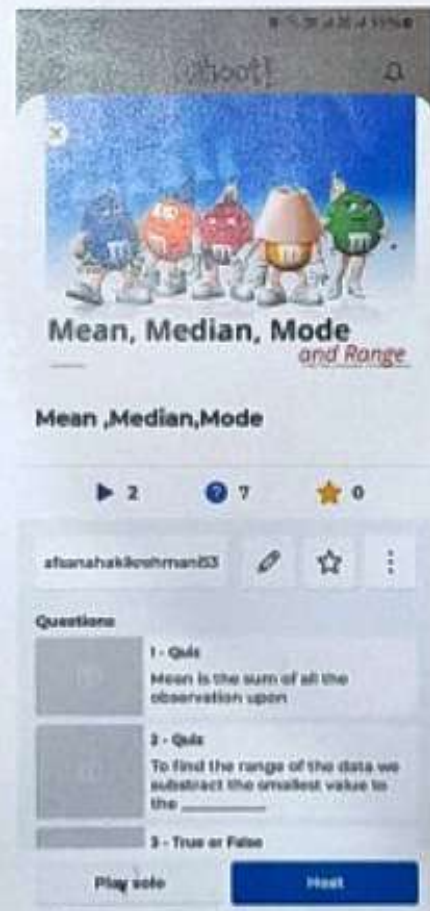 Kahoot!
Mean, Median, Mode
and Range
Mean ,Median,Mode
2
7
0
Questions
1 - Quiz
Mean is the sum of all the
observation upon
2 - Quiz
To find the range of the data we
substract the smallest value to
the ________
3 - True or False
Play solo
Host